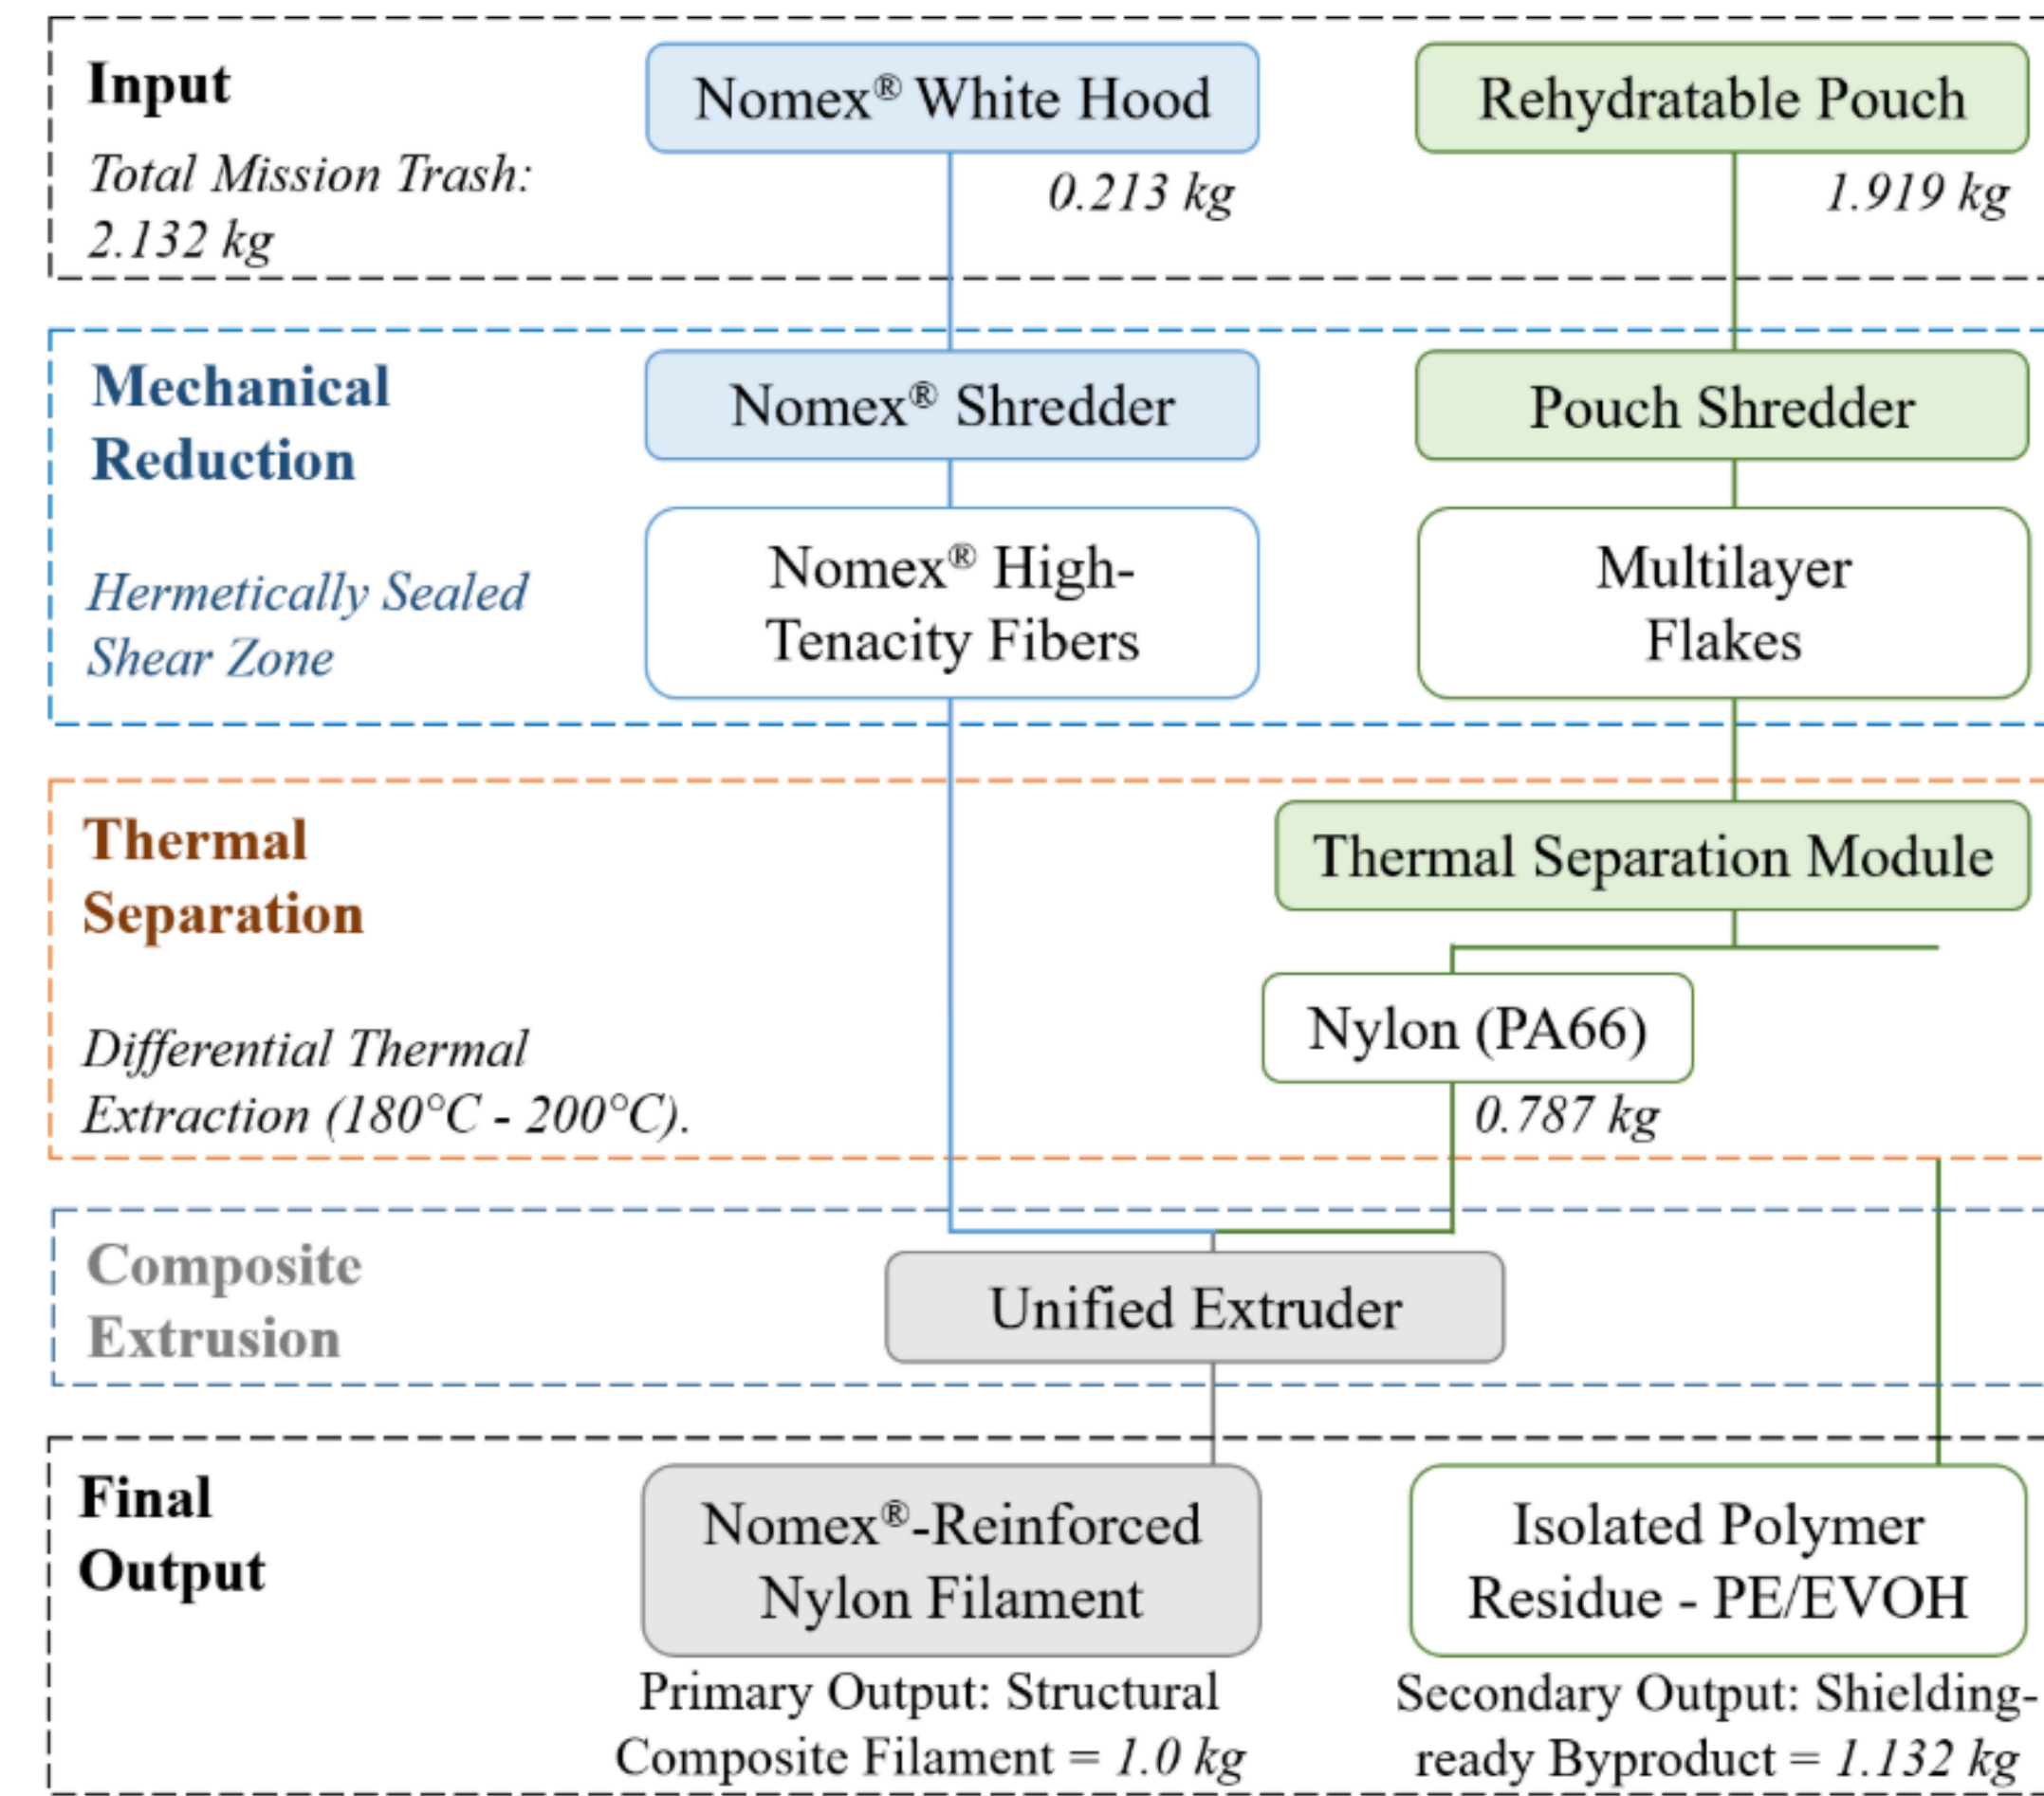 Input
Total Mission Trash:
2.132 kg
Nomex® White Hood
0.213 kg
Rehydratable Pouch
1.919 kg
Mechanical
Reduction
Hermetically Sealed
Shear Zone
Nomex® Shredder
Pouch Shredder
Nomex® High-
Tenacity Fibers
Multilayer
Flakes
Thermal
Separation
Differential Thermal
Extraction (180°C - 200°C).
Thermal Separation Module
Nylon (PA66)
0.787 kg
Composite
Extrusion
Unified Extruder
Final
Output
Nomex®-Reinforced
Nylon Filament
Primary Output: Structural
Composite Filament = 1.0 kg
Isolated Polymer
Residue - PE/EVOH
Secondary Output: Shielding-
ready Byproduct = 1.132 kg